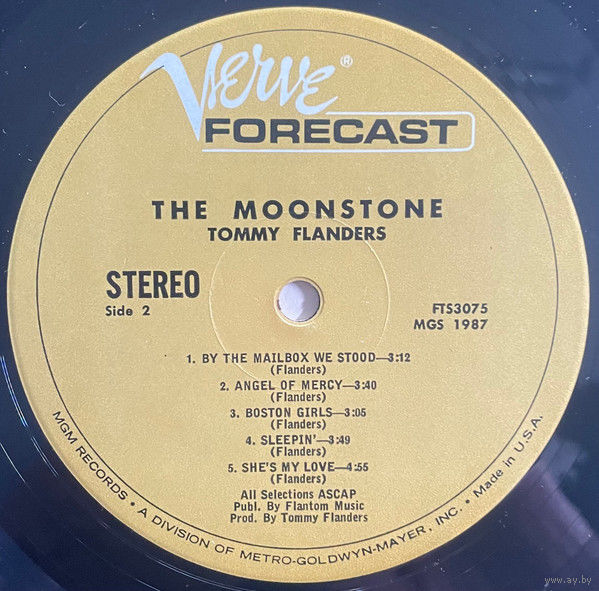 Verve®
FORECAST
THE MOONSTONE
TOMMY FLANDERS
STEREO
Side 2
FTS3075
MGS 1987
1. BY THE MAILBOX WE STOOD—3:12
(Flanders)
2. ANGEL OF MERCY—3:40
(Flanders)
3. BOSTON GIRLS—3:05
(Flanders)
4. SLEEPIN'—3:49
(Flanders)
5. SHE'S MY LOVE—4:55
(Flanders)
All Selections ASCAP
Publ. By Flantom Music
Prod. By Tommy Flanders
MGM RECORDS • A DIVISION OF METRO-GOLDWYN-MAYER, INC. • Made in U.S.A.
www.ay.by